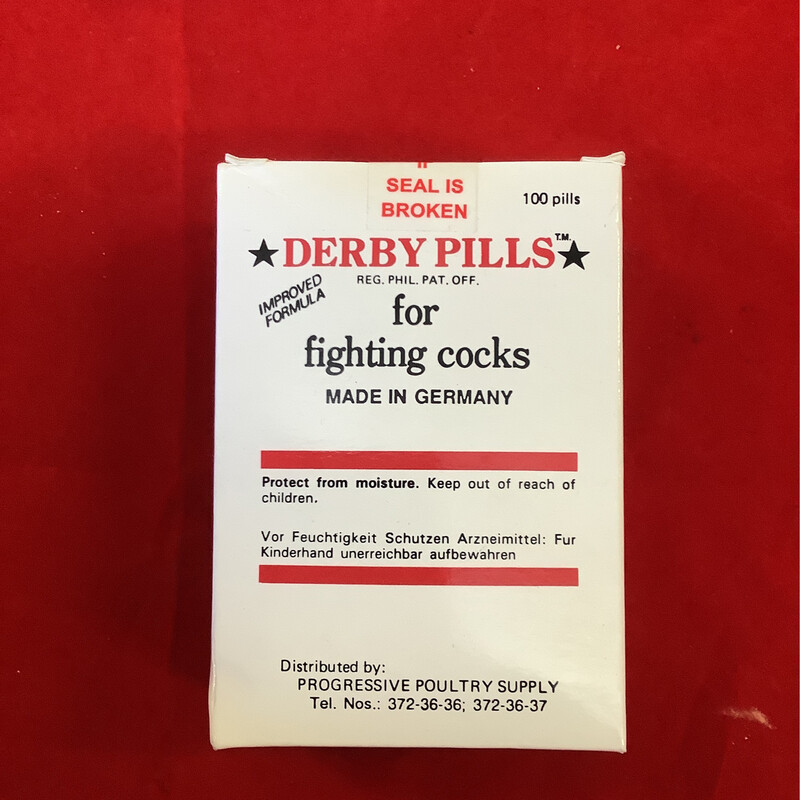 SEAL IS
BROKEN
100 pills
★DERBY PILLS T.M.★
REG. PHIL. PAT. OFF.
IMPROVED
FORMULA
for
fighting cocks
MADE IN GERMANY
Protect from moisture. Keep out of reach of
children.
Vor Feuchtigkeit Schutzen Arzneimittel: Fur
Kinderhand unerreichbar aufbewahren
Distributed by:
PROGRESSIVE POULTRY SUPPLY
Tel. Nos.: 372-36-36; 372-36-37